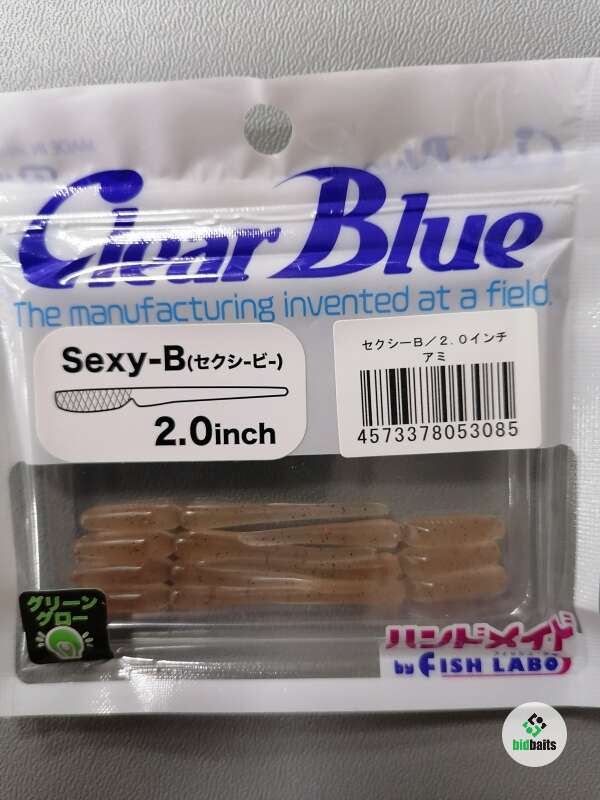 Clear Blue
The manufacturing invented at a field.
Sexy-B(セクシービー)
2.0inch
セクシーB／2.0インチ
アミ
4573378053085
グリーン
グロー
ハンドメイド
by FISH LABO
bidbaits